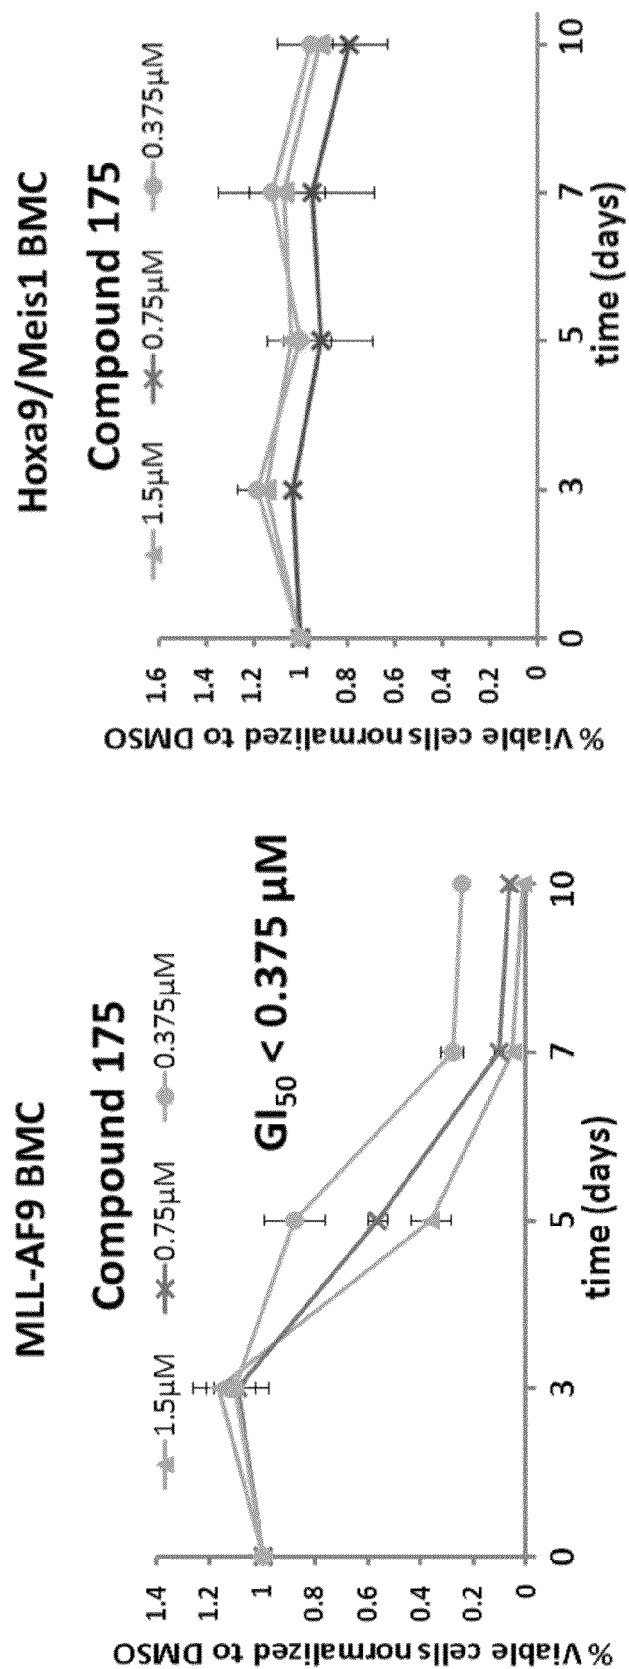 MLL-AF9 BMC
Compound 175
1.5µM 0.75µM 0.375µM
GI50 < 0.375 µM
% Viable cells normalized to DMSO
1.4
1.2
1
0.8
0.6
0.4
0.2
0
0 3 5 7 10
time (days)
Hoxa9/Meis1 BMC
Compound 175
1.5µM 0.75µM 0.375µM
% Viable cells normalized to DMSO
1.6
1.4
1.2
1
0.8
0.6
0.4
0.2
0
0 3 5 7 10
time (days)